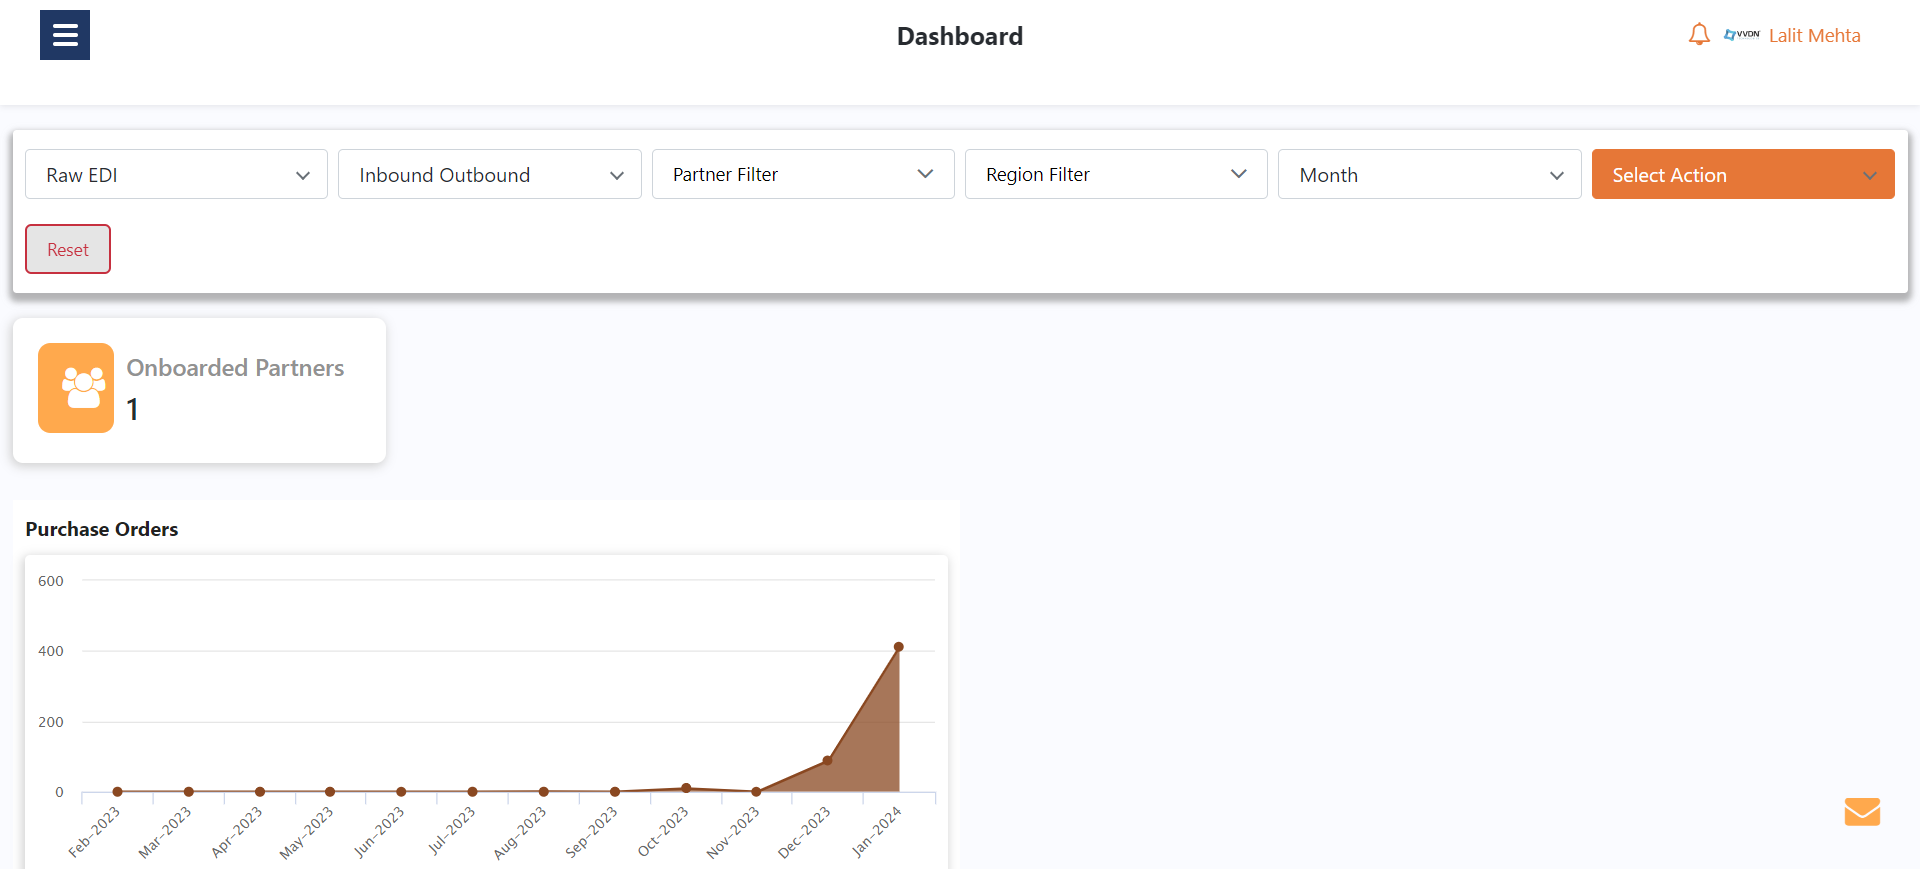 Dashboard
VVDN Lalit Mehta
Raw EDI
Inbound Outbound
Partner Filter
Region Filter
Month
Select Action
Reset
Onboarded Partners
1
Purchase Orders
600
400
200
0
Feb-2023
Mar-2023
Apr-2023
May-2023
Jun-2023
Jul-2023
Aug-2023
Sep-2023
Oct-2023
Nov-2023
Dec-2023
Jan-2024